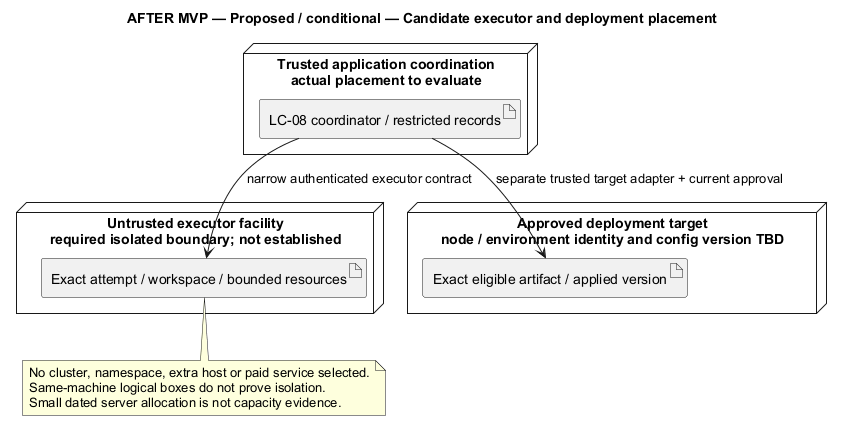 AFTER MVP — Proposed / conditional — Candidate executor and deployment placement
Trusted application coordination
actual placement to evaluate
LC-08 coordinator / restricted records
narrow authenticated executor contract
separate trusted target adapter + current approval
Untrusted executor facility
required isolated boundary; not established
Exact attempt / workspace / bounded resources
Approved deployment target
node / environment identity and config version TBD
Exact eligible artifact / applied version
No cluster, namespace, extra host or paid service selected.
Same-machine logical boxes do not prove isolation.
Small dated server allocation is not capacity evidence.